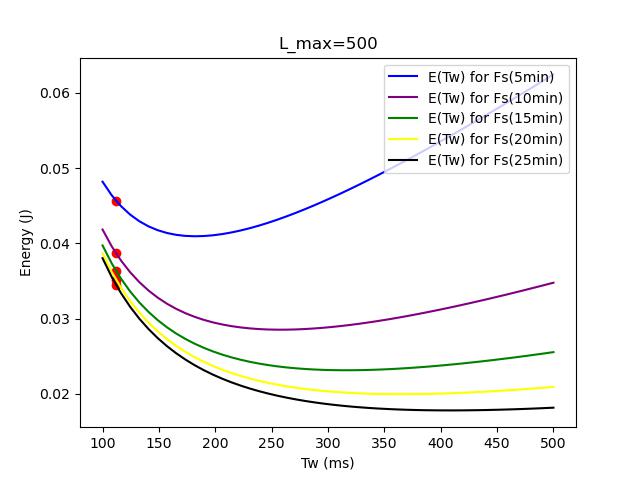 L_max=500
E(Tw) for Fs(5min)
E(Tw) for Fs(10min)
E(Tw) for Fs(15min)
E(Tw) for Fs(20min)
E(Tw) for Fs(25min)
Energy (J)
0.06
0.05
0.04
0.03
0.02
100 150 200 250 300 350 400 450 500
Tw (ms)